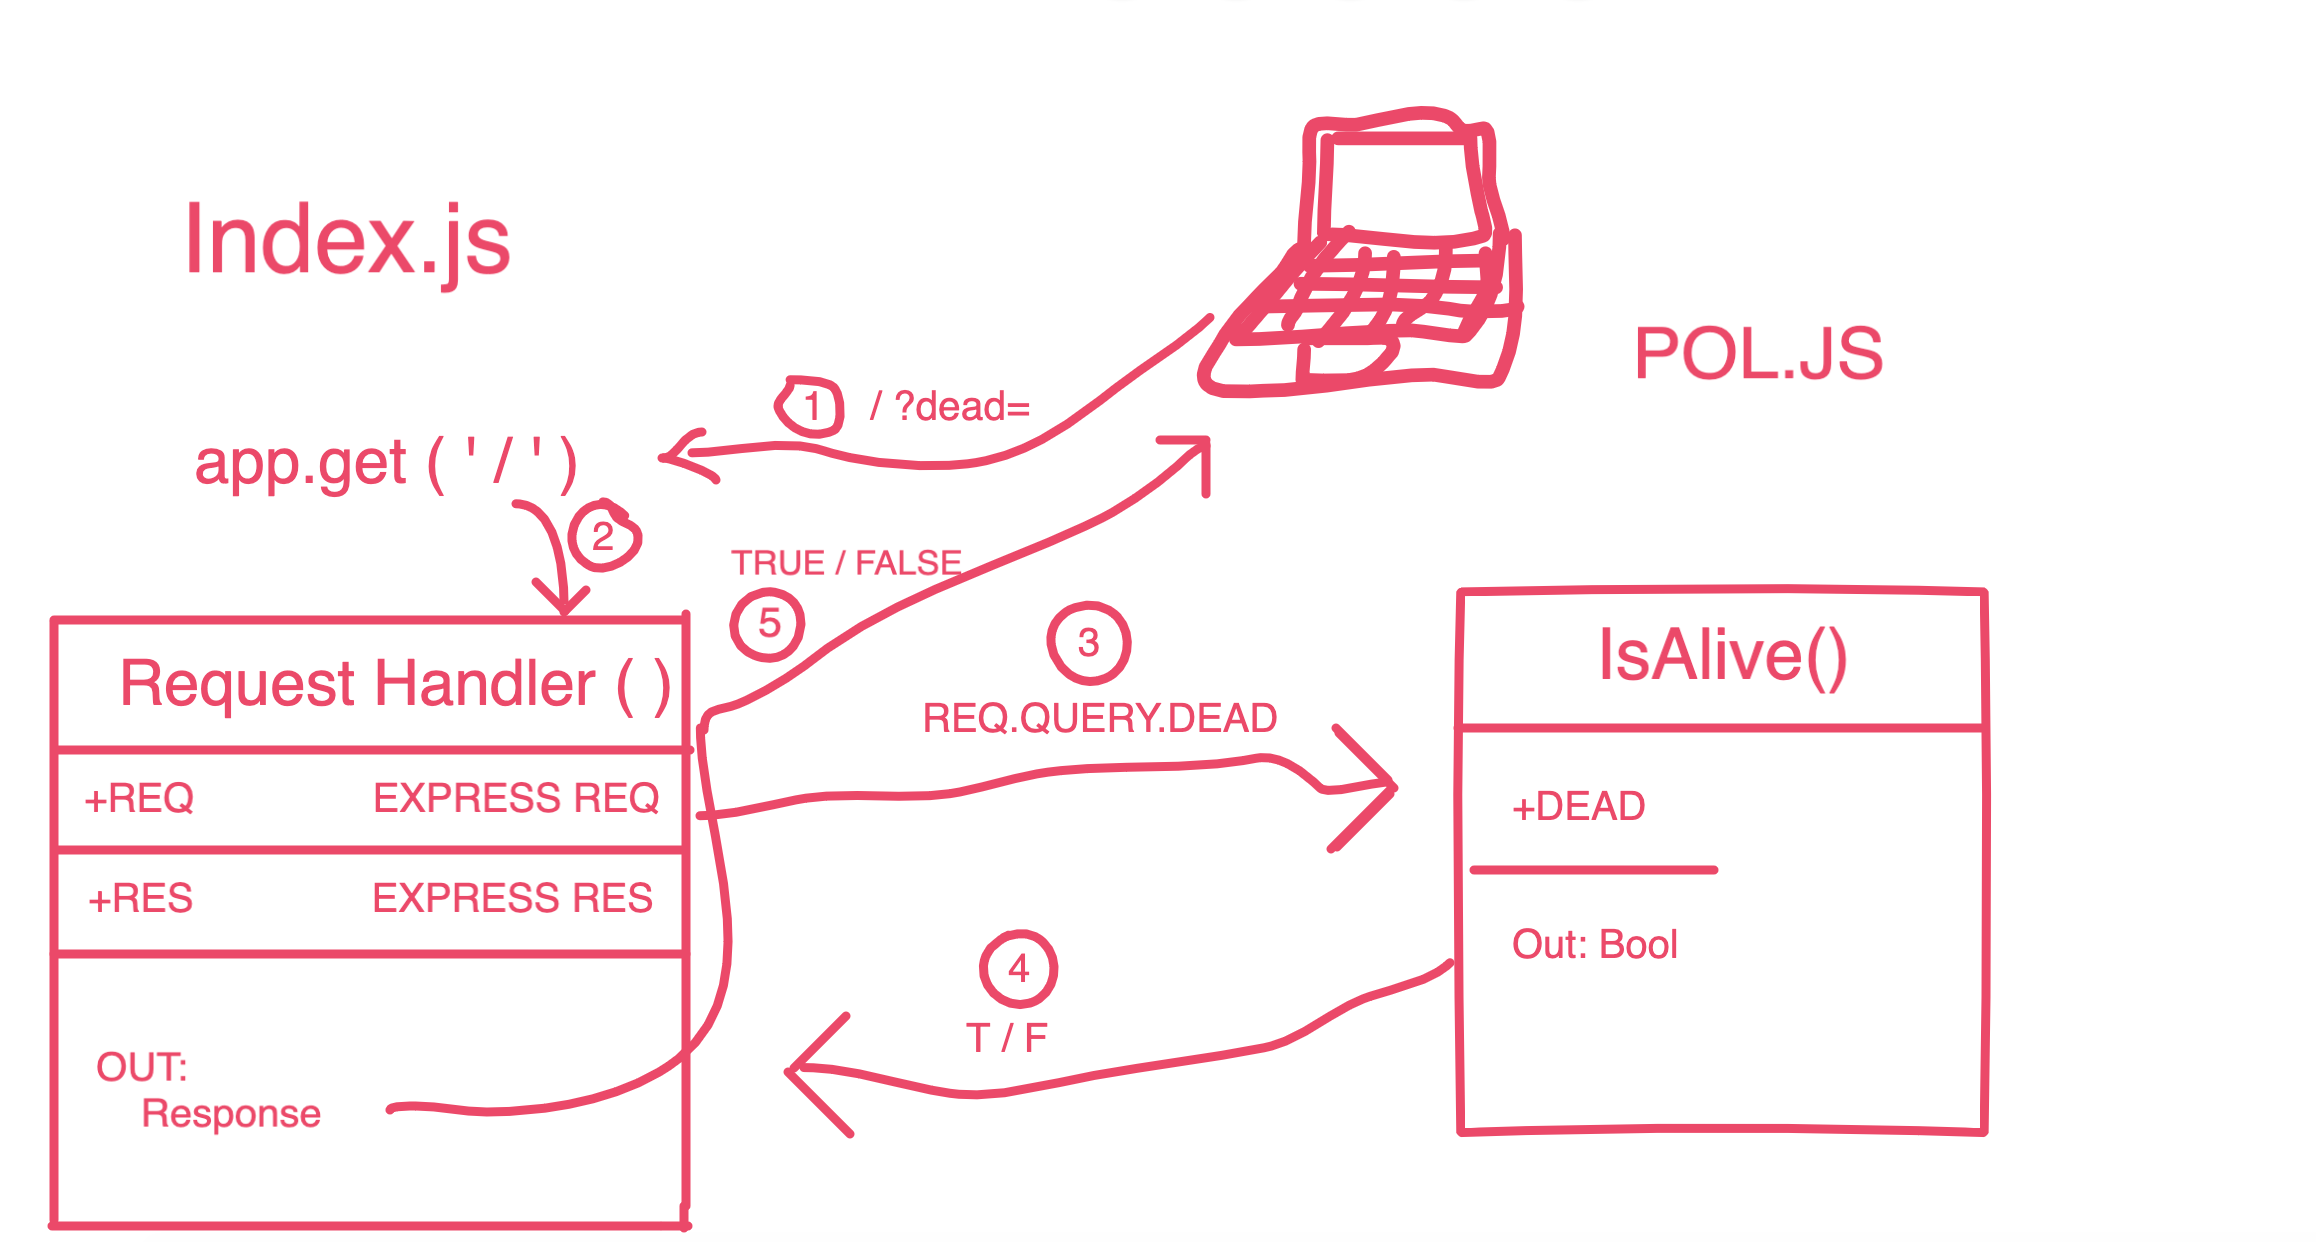 Index.js
POL.JS
1 / ?dead=
app.get ( ' / ' )
2
TRUE / FALSE
5
3
REQ.QUERY.DEAD
Request Handler ( )
+REQ EXPRESS REQ
+RES EXPRESS RES
OUT:
Response
IsAlive()
+DEAD
Out: Bool
4
T / F